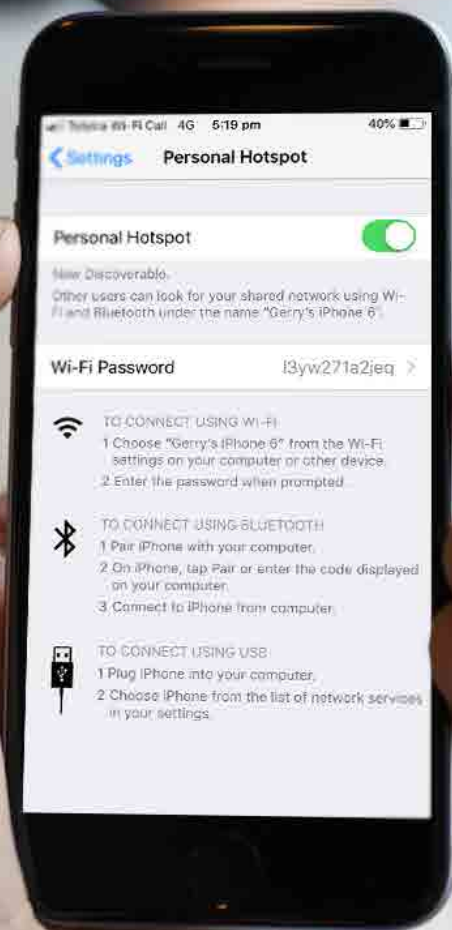 Telstra Wi-Fi Call 4G 5:19 pm 40%
Settings Personal Hotspot
Personal Hotspot
Now Discoverable.
Other users can look for your shared network using Wi-
Fi and Bluetooth under the name "Gerry's iPhone 6".
Wi-Fi Password l3yw271a2jeq
TO CONNECT USING WI-FI
1 Choose "Gerry's iPhone 6" from the Wi-Fi
settings on your computer or other device.
2 Enter the password when prompted.
TO CONNECT USING BLUETOOTH
1 Pair iPhone with your computer.
2 On iPhone, tap Pair or enter the code displayed
on your computer.
3 Connect to iPhone from computer.
TO CONNECT USING USB
1 Plug iPhone into your computer.
2 Choose iPhone from the list of network services
in your settings.